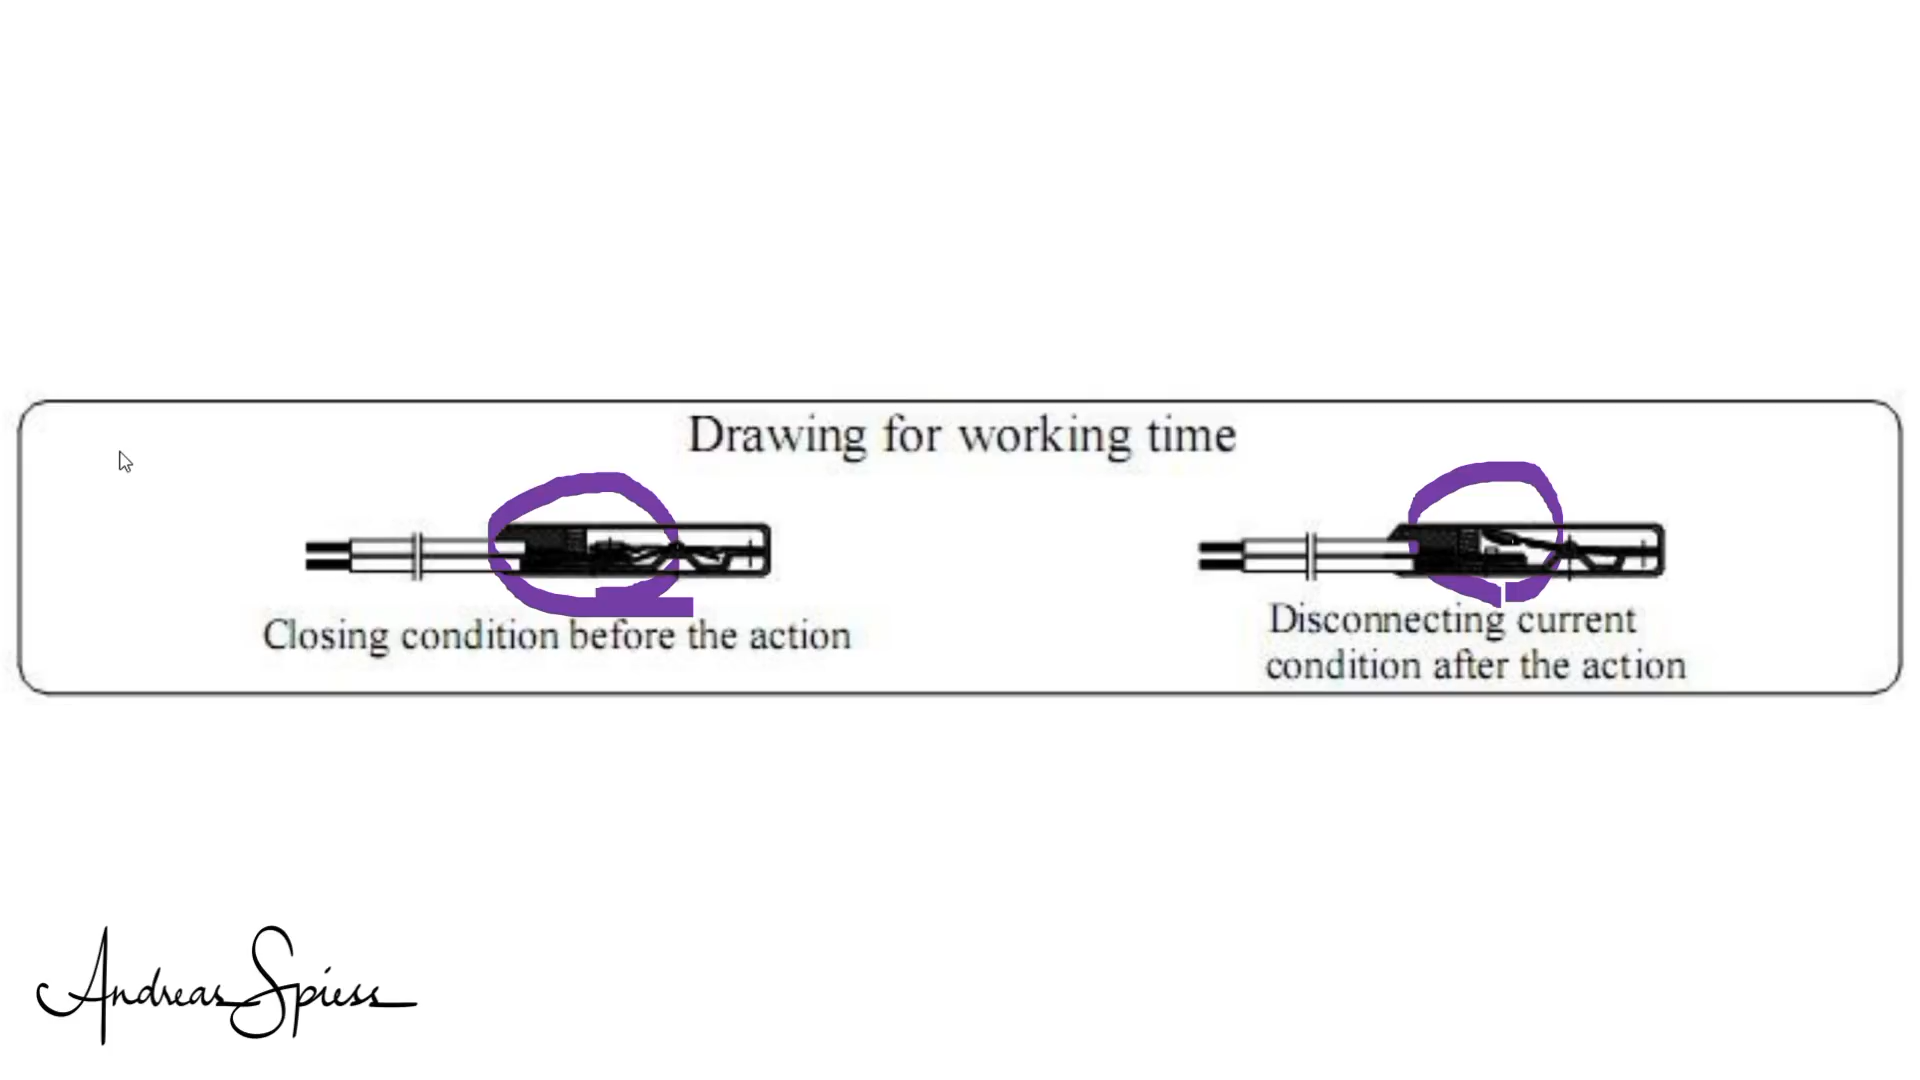 Drawing for working time
Closing condition before the action
Disconnecting current
condition after the action
Andreas Spiess